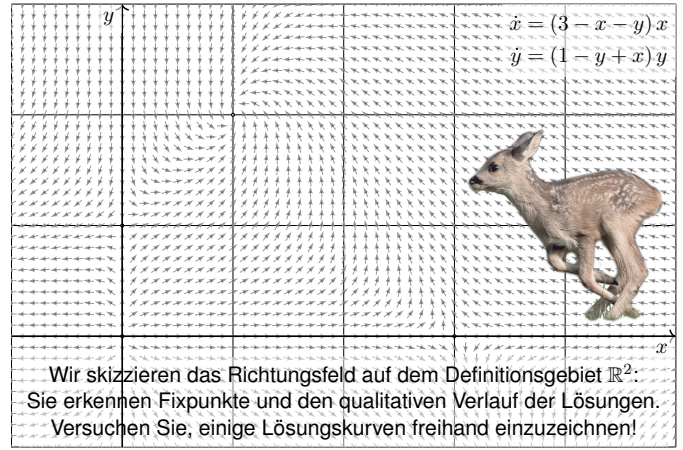 y
ẋ = (3 − x − y) x
ẏ = (1 − y + x) y
x
Wir skizzieren das Richtungsfeld auf dem Definitionsgebiet ℝ²:
Sie erkennen Fixpunkte und den qualitativen Verlauf der Lösungen.
Versuchen Sie, einige Lösungskurven freihand einzuzeichnen!